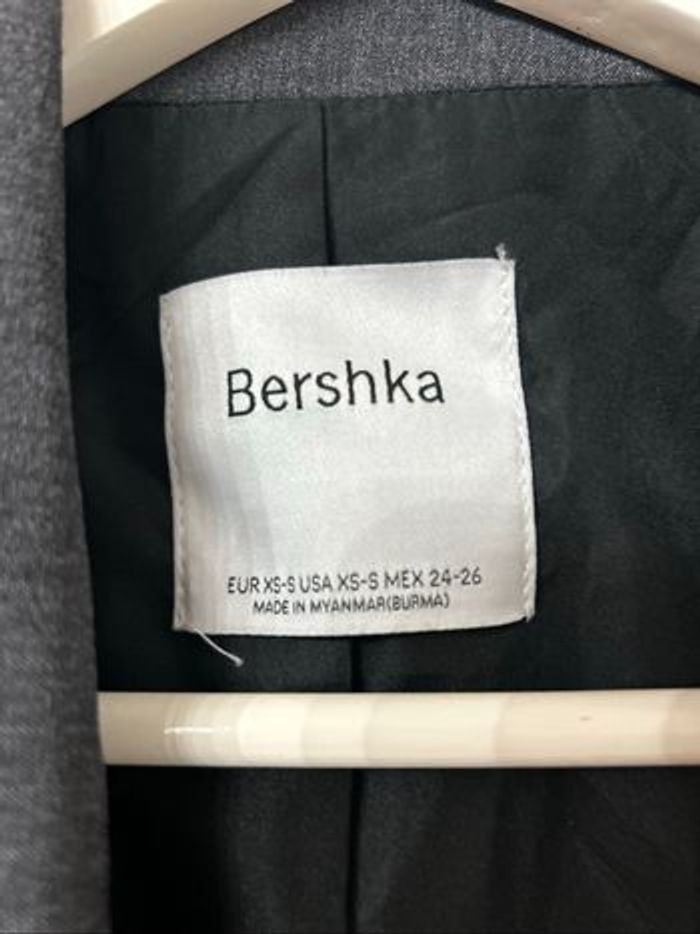 Bershka
EUR XS-S USA XS-S MEX 24-26
MADE IN MYANMAR(BURMA)